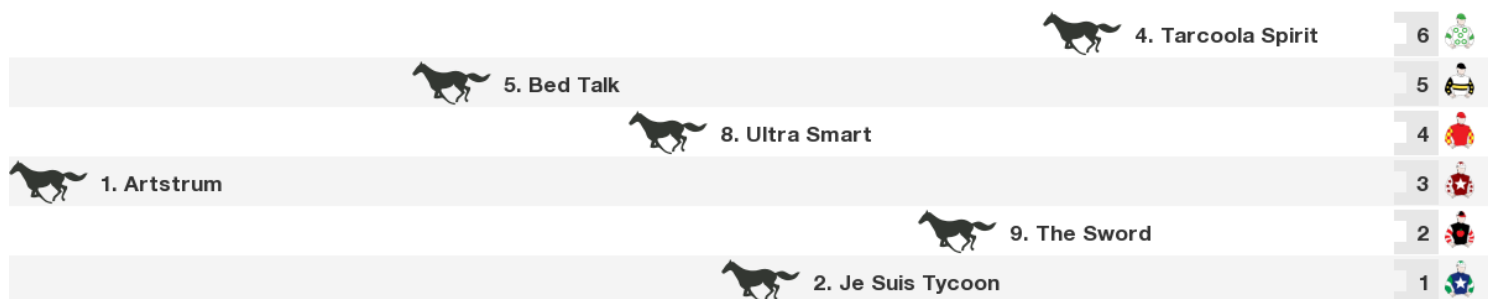 4. Tarcoola Spirit 6
5. Bed Talk 5
8. Ultra Smart 4
1. Artstrum 3
9. The Sword 2
2. Je Suis Tycoon 1